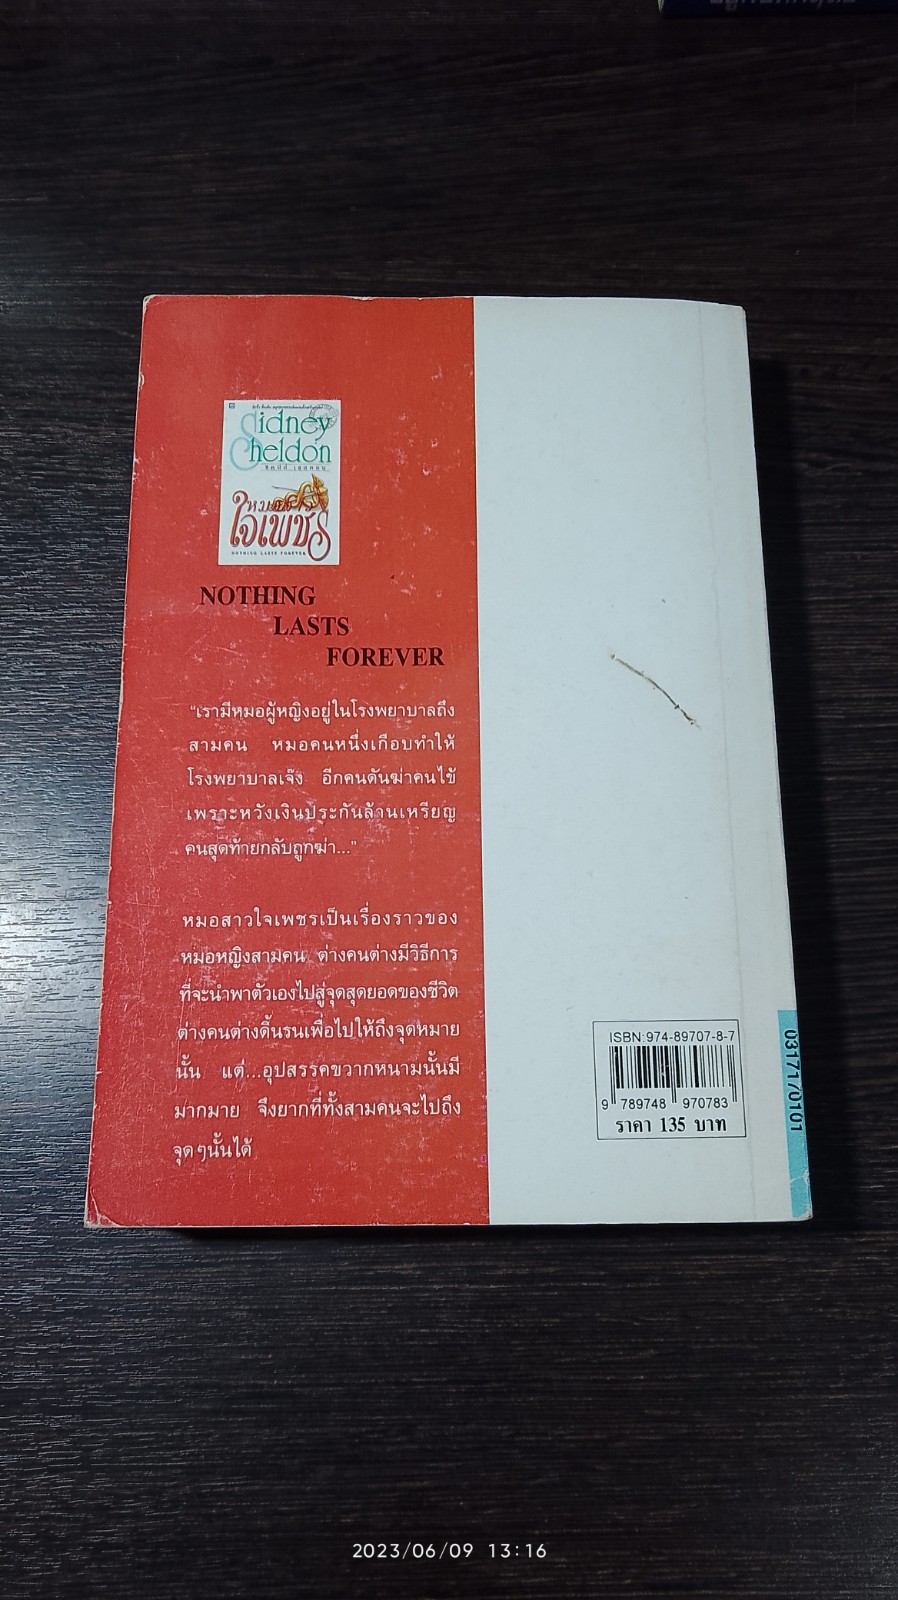 Sidney
Sheldon
ซิดนีย์ เชลดอน
หมอสาว
ใจเพชร
NOTHING LASTS FOREVER
NOTHING
LASTS
FOREVER
“เรามีหมอผู้หญิงอยู่ในโรงพยาบาลถึง
สามคน หมอคนหนึ่งเกือบทำให้
โรงพยาบาลเจ๊ง อีกคนดันฆ่าคนไข้
เพราะหวังเงินประกันล้านเหรียญ
คนสุดท้ายกลับถูกฆ่า...”
หมอสาวใจเพชรเป็นเรื่องราวของ
หมอหญิงสามคน ต่างคนต่างมีวิธีการ
ที่จะนำพาตัวเองไปสู่จุดสุดยอดของชีวิต
ต่างคนต่างดิ้นรนเพื่อไปให้ถึงจุดหมาย
นั้น แต่...อุปสรรคขวากหนามนั้นมี
มากมาย จึงยากที่ทั้งสามคนจะไปถึง
จุดๆนั้นได้
ISBN:974-89707-8-7
9 789748 970783
ราคา 135 บาท
03171/0101
2023/06/09 13:16